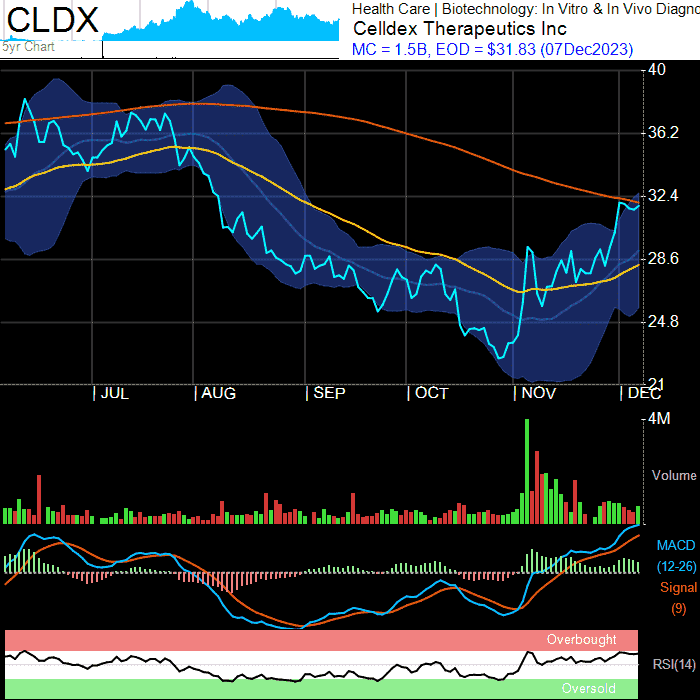 CLDX
5yr Chart
Health Care | Biotechnology: In Vitro & In Vivo Diagno
Celldex Therapeutics Inc
MC = 1.5B, EOD = $31.83 (07Dec2023)
40
36.2
32.4
28.6
24.8
21
| JUL | AUG | SEP | OCT | NOV | DEC
4M
Volume
MACD
(12-26)
Signal
(9)
Overbought
RSI(14)
Oversold